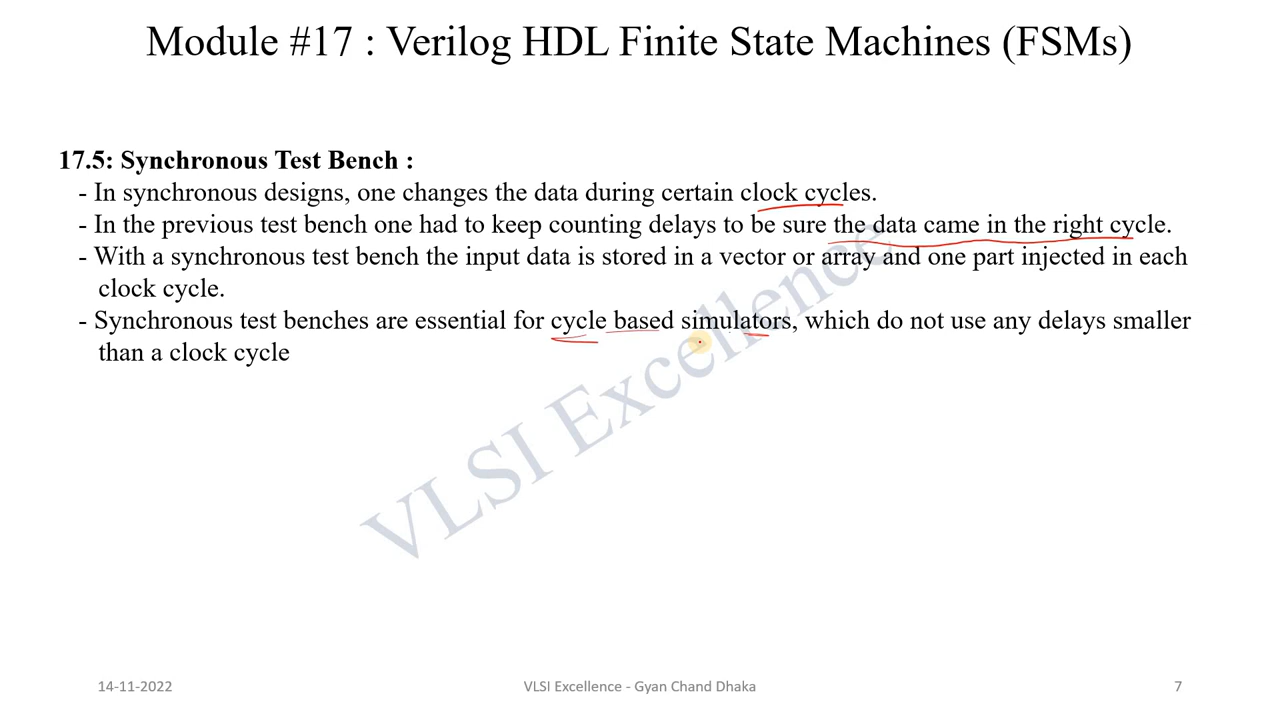 Module #17 : Verilog HDL Finite State Machines (FSMs)
17.5: Synchronous Test Bench :
- In synchronous designs, one changes the data during certain clock cycles.
- In the previous test bench one had to keep counting delays to be sure the data came in the right cycle.
- With a synchronous test bench the input data is stored in a vector or array and one part injected in each
clock cycle.
- Synchronous test benches are essential for cycle based simulators, which do not use any delays smaller
than a clock cycle
VLSI Excellence
14-11-2022
VLSI Excellence - Gyan Chand Dhaka
7